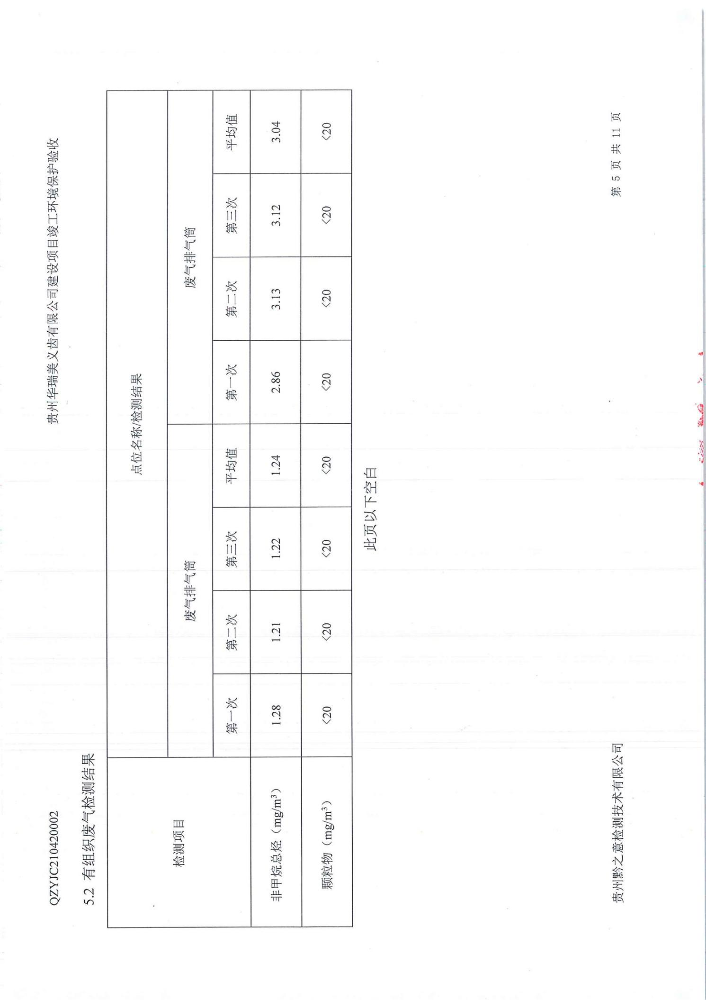 QZYJC210420002 贵州华瑞美义齿有限公司建设项目竣工环境保护验收
5.2 有组织废气检测结果
检测项目 点位名称/检测结果
废气排气筒 废气排气筒
第一次 第二次 第三次 平均值 第一次 第二次 第三次 平均值
非甲烷总烃（mg/m³） 1.28 1.21 1.22 1.24 2.86 3.13 3.12 3.04
颗粒物（mg/m³） <20 <20 <20 <20 <20 <20 <20 <20
此页以下空白
贵州黔之意检测技术有限公司 第 5 页 共 11 页